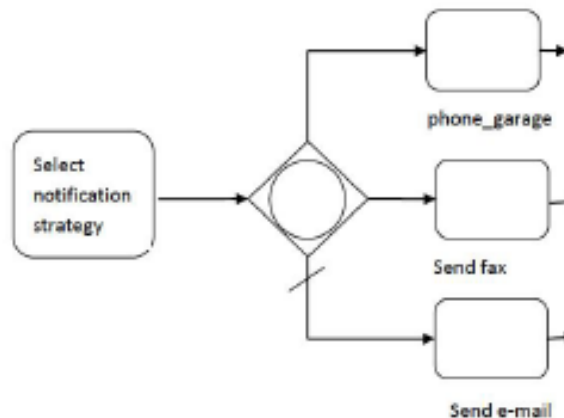 phone_garage
Select
notification
strategy
Send fax
Send e-mail